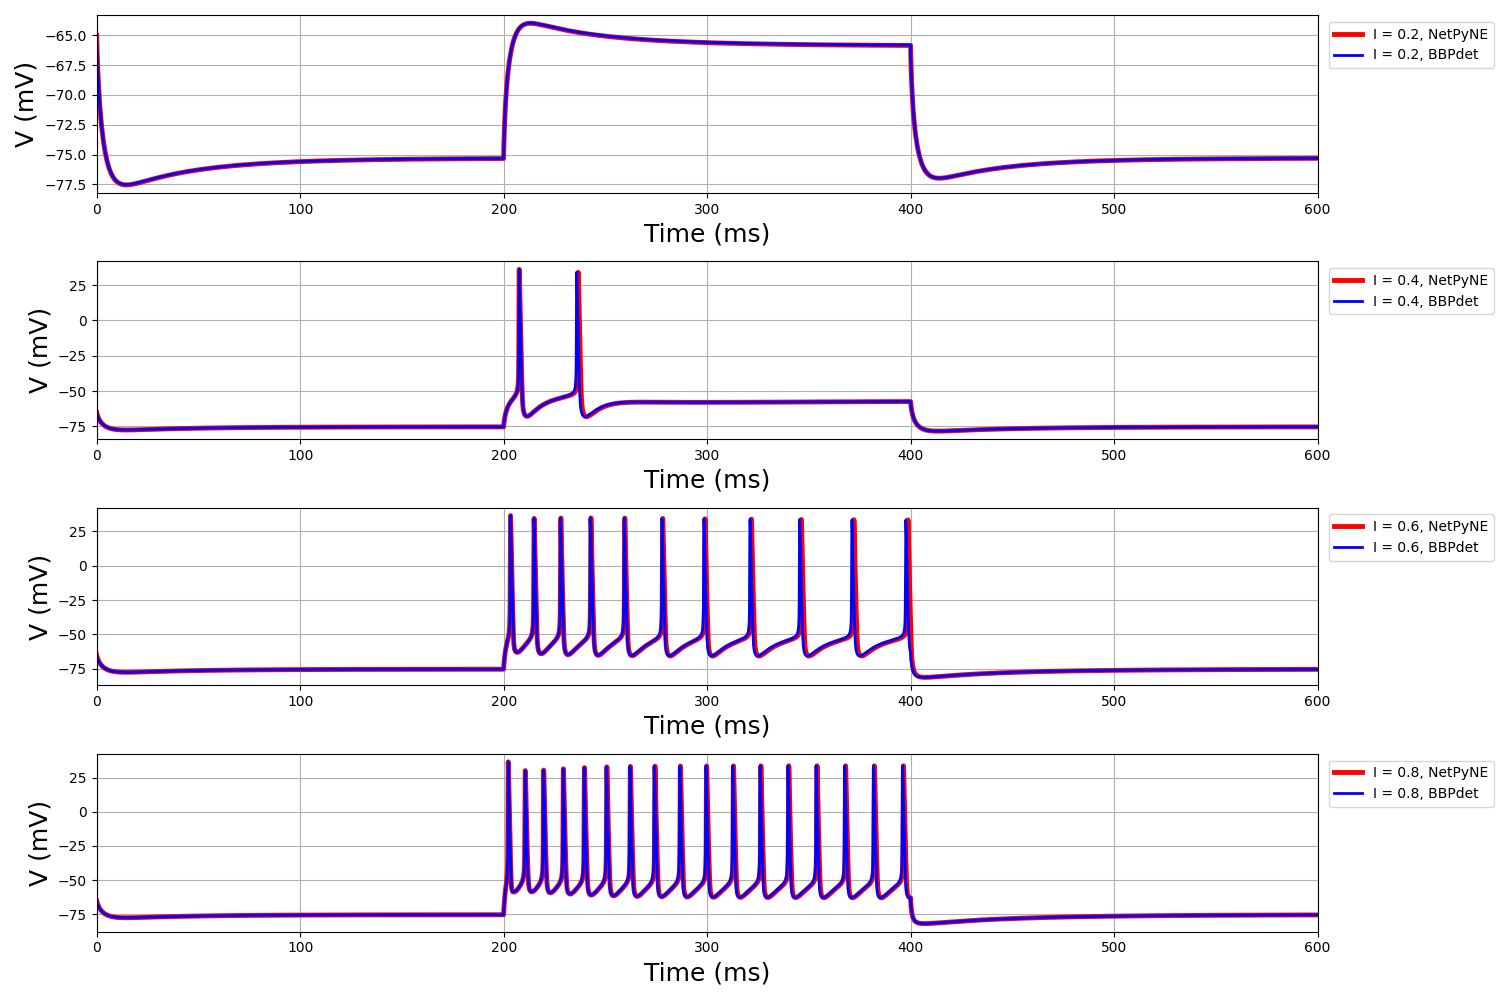 −65.0
−67.5
−70.0
−72.5
−75.0
−77.5
V (mV)
0 100 200 300 400 500 600
Time (ms)
I = 0.2, NetPyNE
I = 0.2, BBPdet
25
0
−25
−50
−75
V (mV)
0 100 200 300 400 500 600
Time (ms)
I = 0.4, NetPyNE
I = 0.4, BBPdet
25
0
−25
−50
−75
V (mV)
0 100 200 300 400 500 600
Time (ms)
I = 0.6, NetPyNE
I = 0.6, BBPdet
25
0
−25
−50
−75
V (mV)
0 100 200 300 400 500 600
Time (ms)
I = 0.8, NetPyNE
I = 0.8, BBPdet